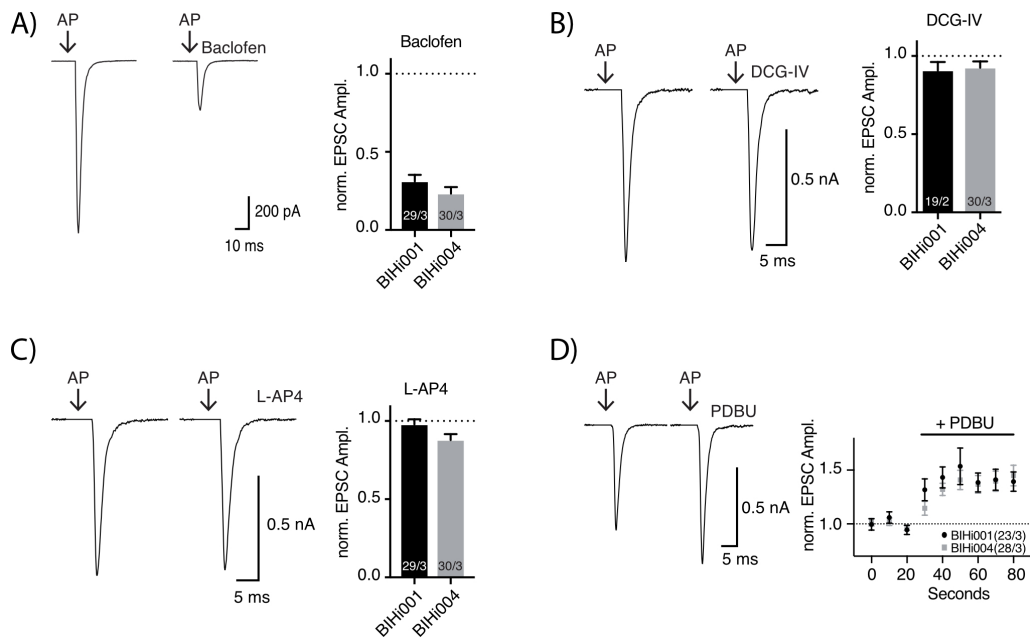 A)
AP
AP
Baclofen
200 pA
10 ms
Baclofen
norm. EPSC Ampl.
1.0
0.5
0.0
29/3
30/3
BIHi001
BIHi004
B)
AP
AP
DCG-IV
0.5 nA
5 ms
DCG-IV
norm. EPSC Ampl.
1.0
0.5
0.0
19/2
30/3
BIHi001
BIHi004
C)
AP
AP
L-AP4
0.5 nA
5 ms
L-AP4
norm. EPSC Ampl.
1.0
0.5
0.0
29/3
30/3
BIHi001
BIHi004
D)
AP
AP
PDBU
0.5 nA
5 ms
+ PDBU
norm. EPSC Ampl.
1.5
1.0
BIHi001(23/3)
BIHi004(28/3)
0 20 40 60 80
Seconds